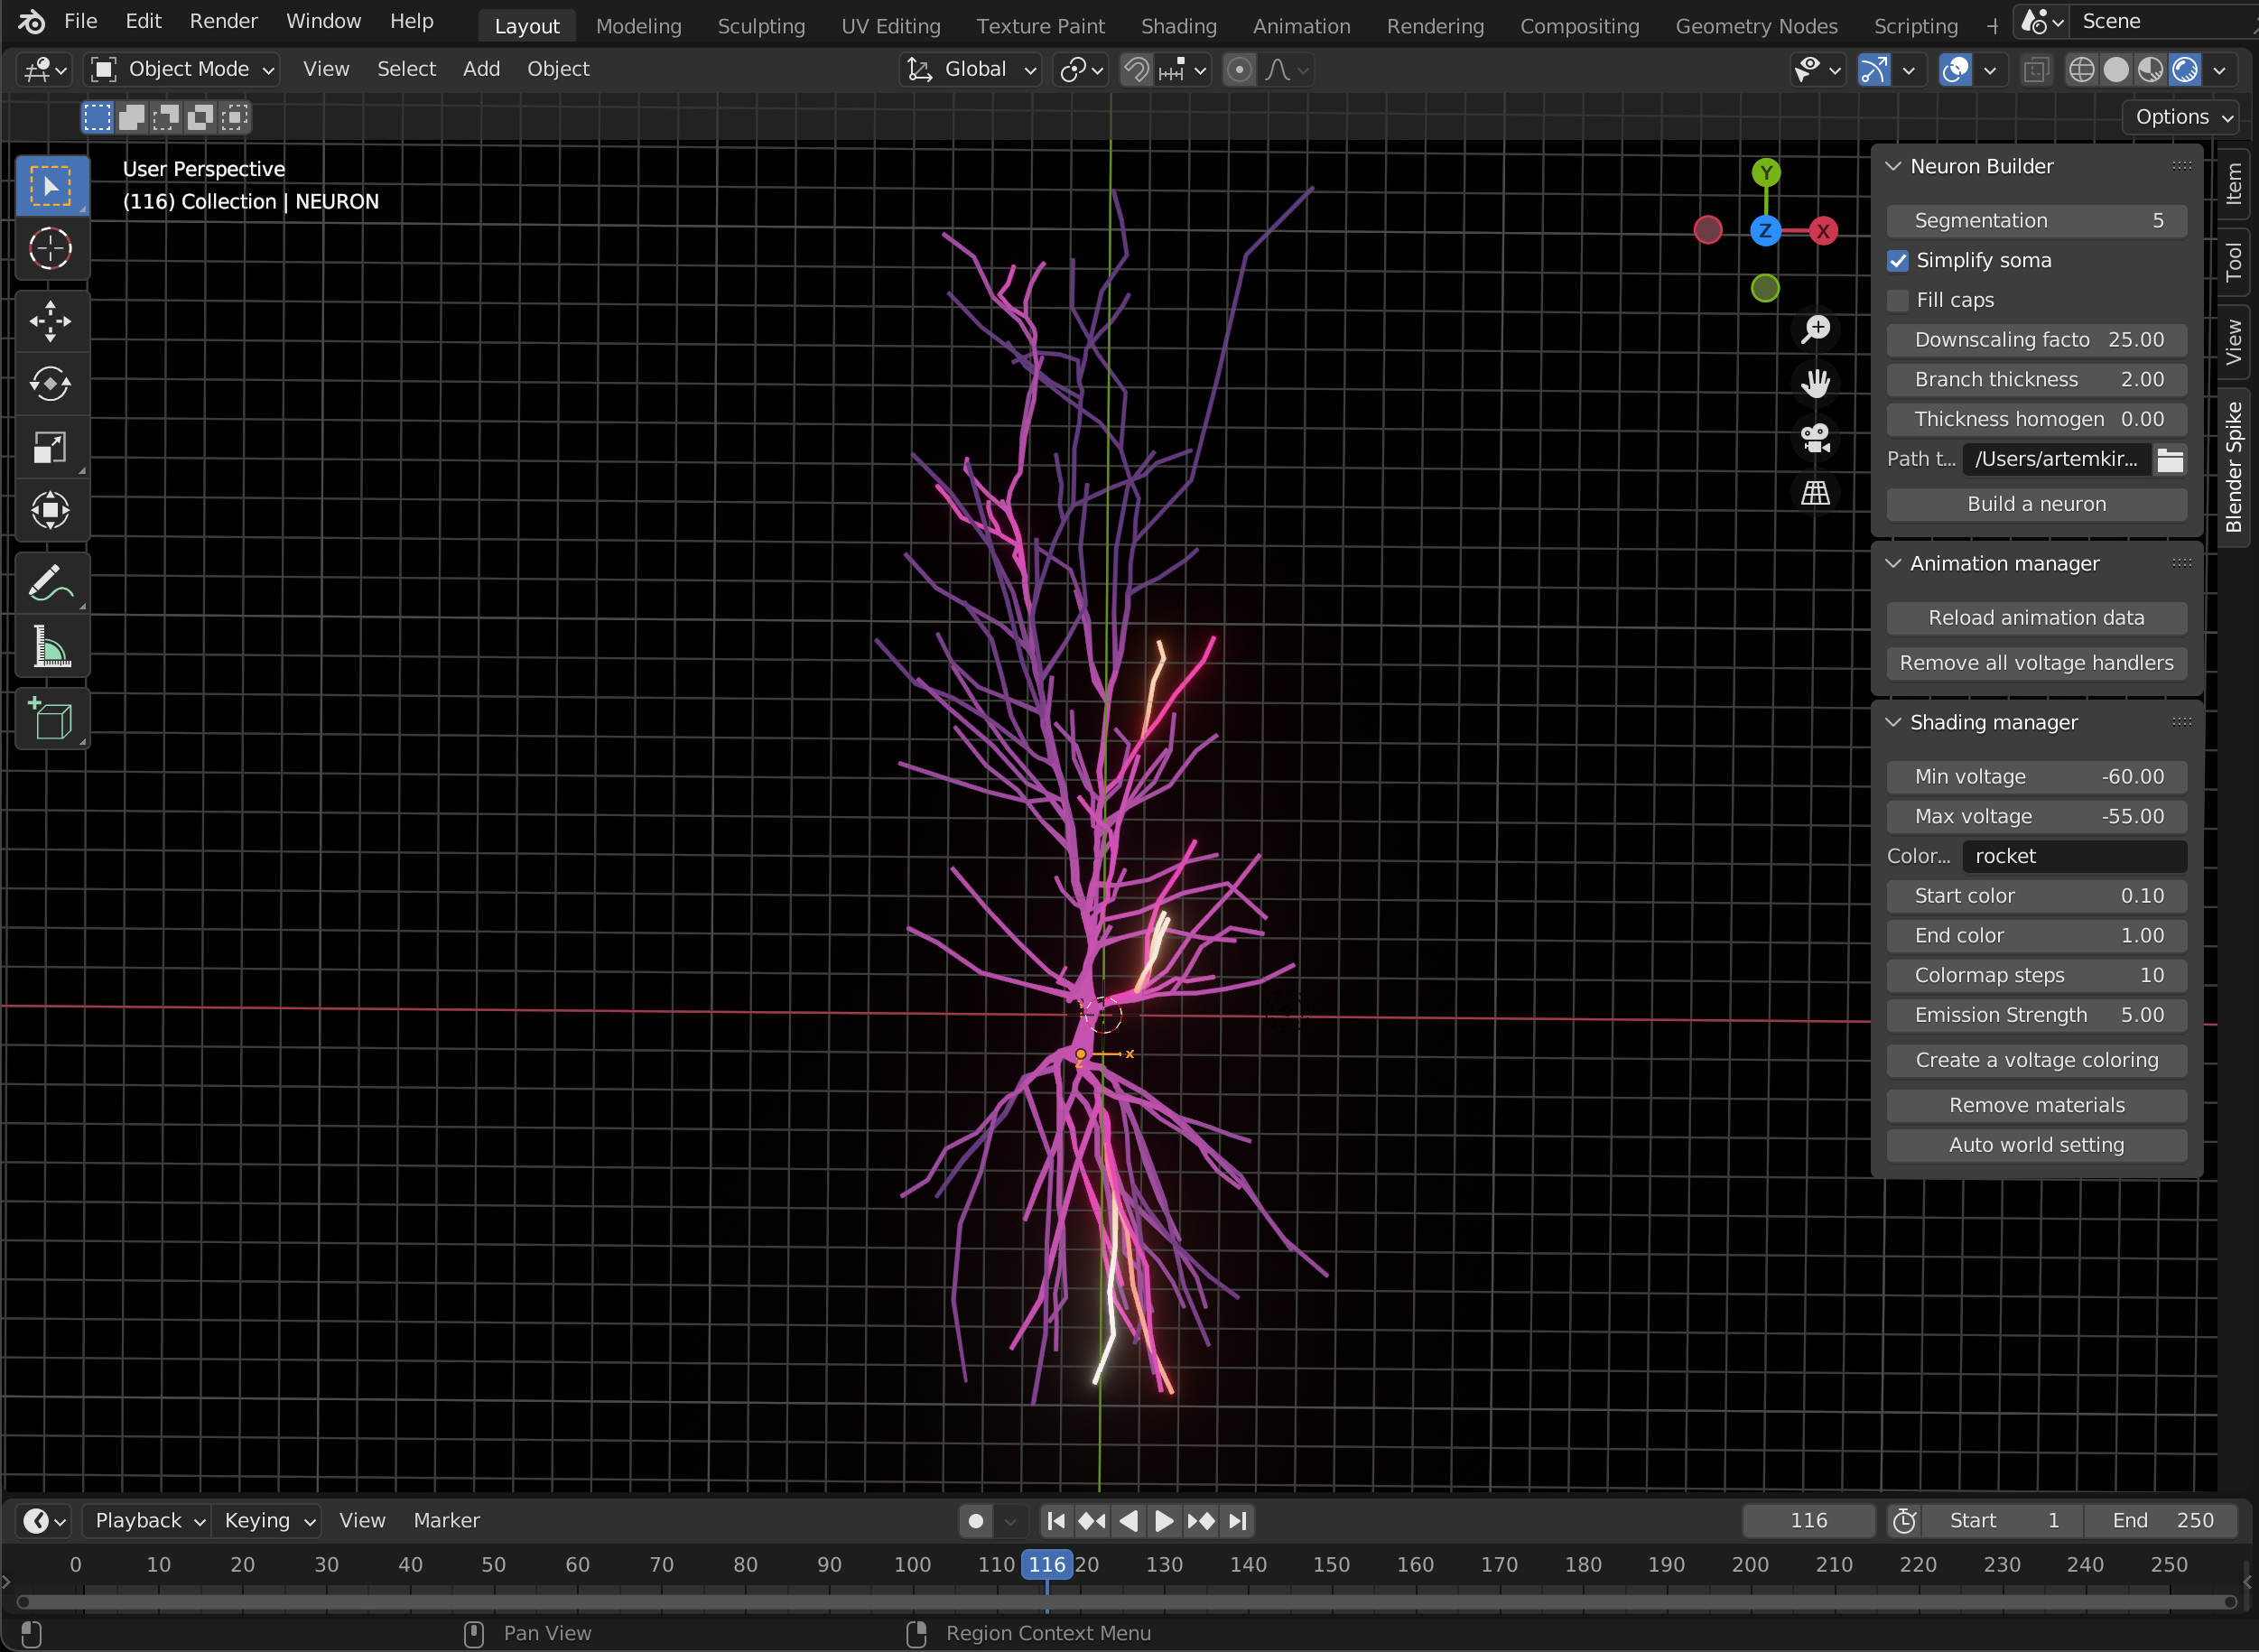 File Edit Render Window Help Layout Modeling Sculpting UV Editing Texture Paint Shading Animation Rendering Compositing Geometry Nodes Scripting + Scene
Object Mode View Select Add Object Global
Options
User Perspective
(116) Collection | NEURON
Y
Z X
Item
Tool
View
Blender Spike
Neuron Builder
Segmentation 5
Simplify soma
Fill caps
Downscaling facto 25.00
Branch thickness 2.00
Thickness homogen 0.00
Path t... /Users/artemkir...
Build a neuron
Animation manager
Reload animation data
Remove all voltage handlers
Shading manager
Min voltage -60.00
Max voltage -55.00
Color... rocket
Start color 0.10
End color 1.00
Colormap steps 10
Emission Strength 5.00
Create a voltage coloring
Remove materials
Auto world setting
x
z
Playback Keying View Marker 116 Start 1 End 250
0 10 20 30 40 50 60 70 80 90 100 110 116 20 130 140 150 160 170 180 190 200 210 220 230 240 250
Pan View Region Context Menu